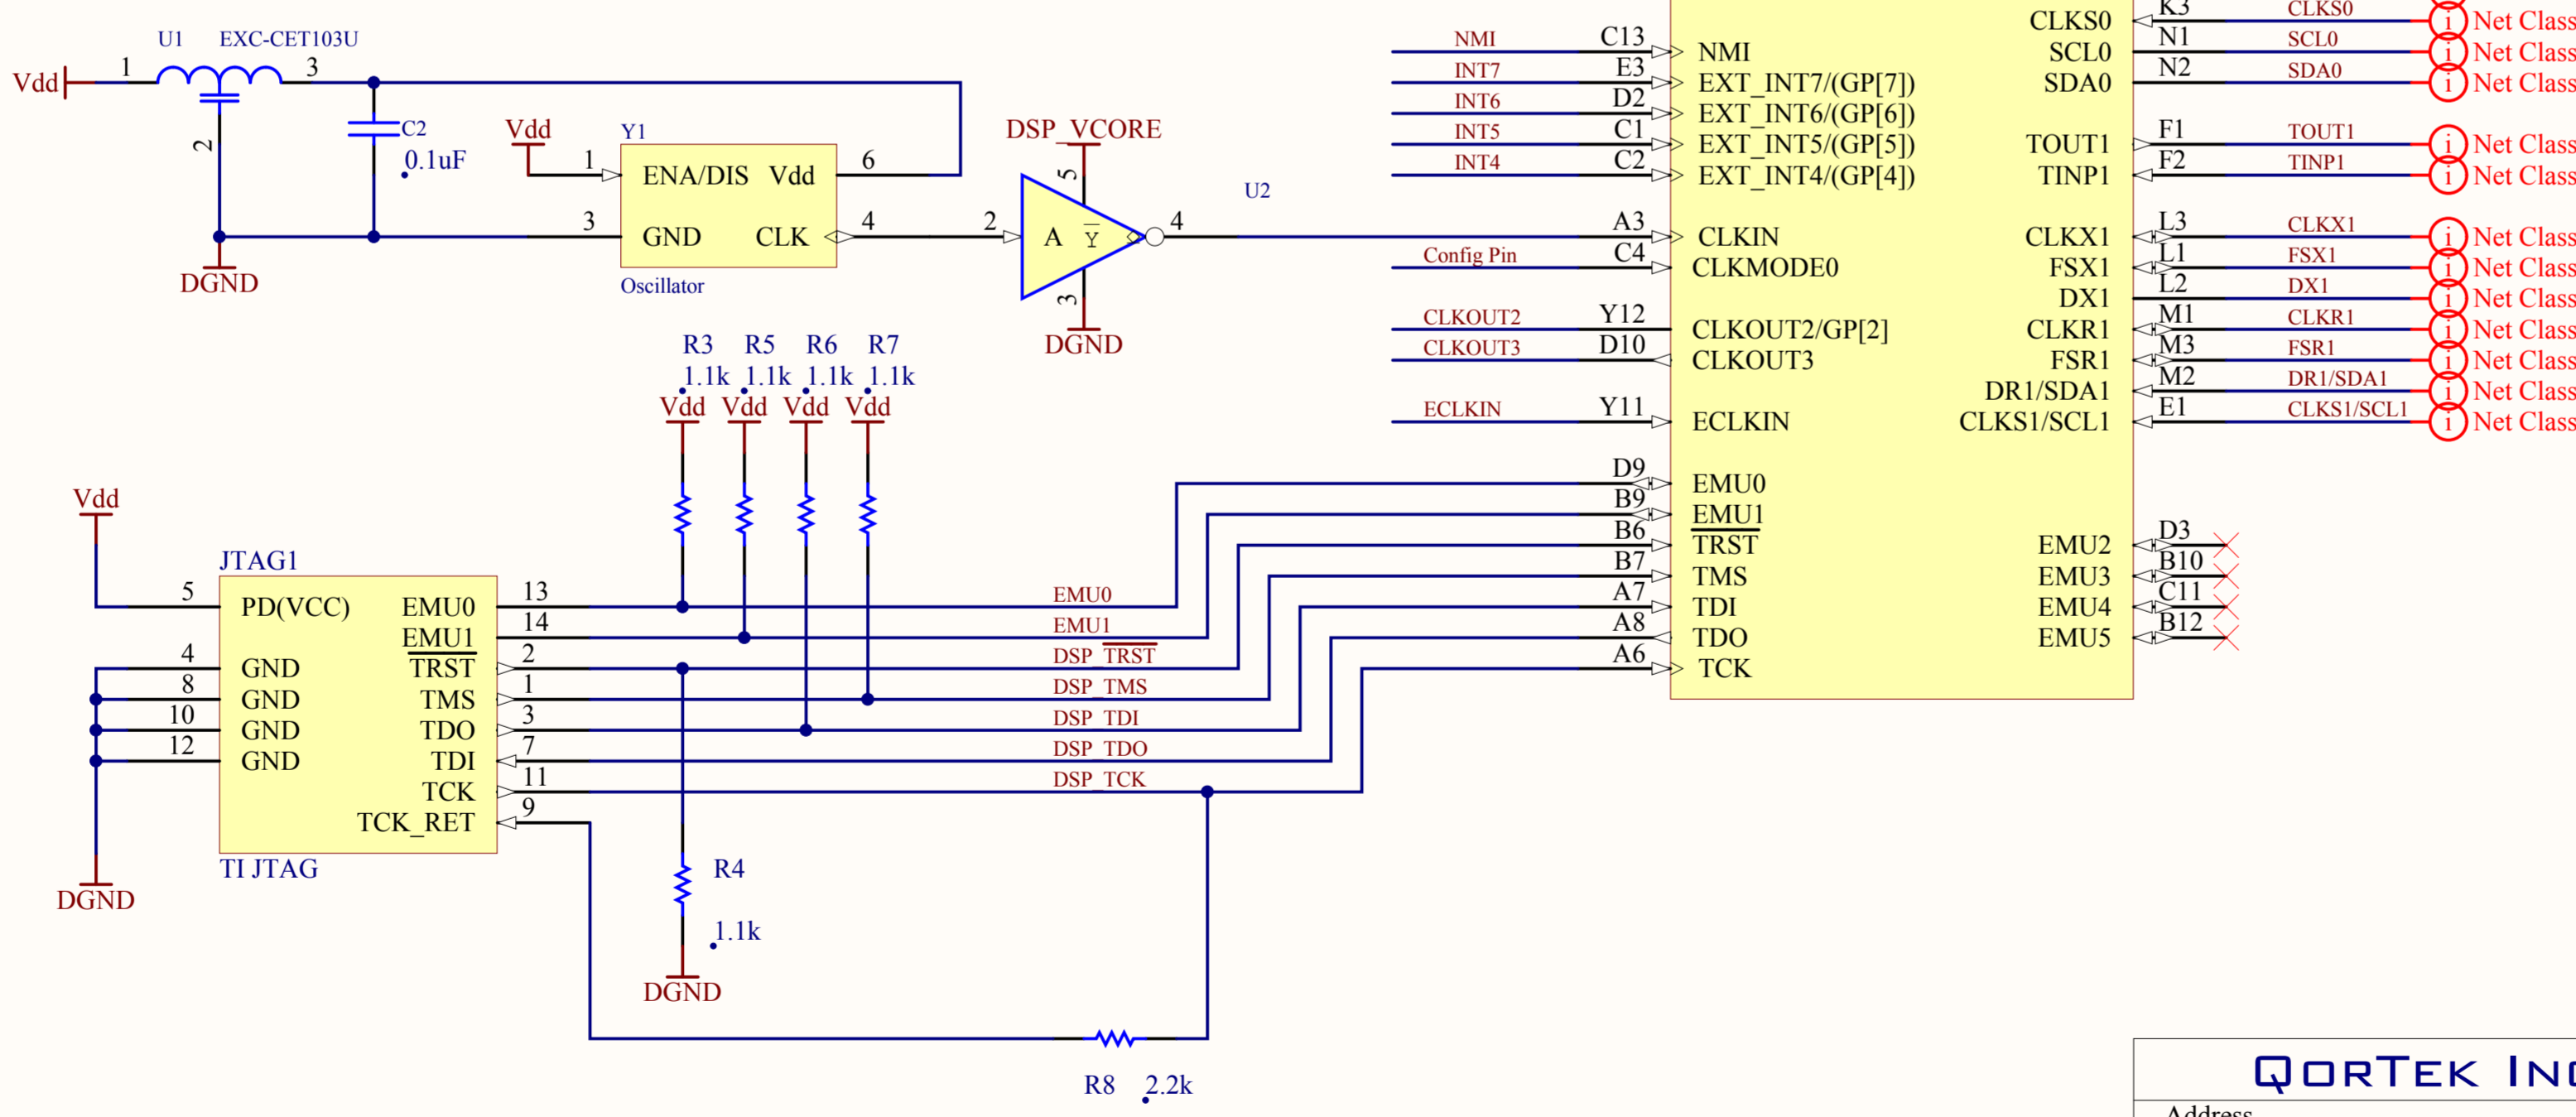 U1 EXC-CET103U
Vdd 1 3
2
C2
0.1uF
DGND
Vdd
Y1
1 ENA/DIS Vdd 6
3 GND CLK 4
Oscillator
DSP_VCORE
5
2 A Y 4
U2
3
DGND
NMI C13 NMI
INT7 E3 EXT_INT7/(GP[7])
INT6 D2 EXT_INT6/(GP[6])
INT5 C1 EXT_INT5/(GP[5])
INT4 C2 EXT_INT4/(GP[4])
A3 CLKIN
Config Pin C4 CLKMODE0
CLKOUT2 Y12 CLKOUT2/GP[2]
CLKOUT3 D10 CLKOUT3
ECLKIN Y11 ECLKIN
D9 EMU0
B9 EMU1
B6 TRST
B7 TMS
A7 TDI
A8 TDO
A6 TCK
CLKS0 K3 CLKS0 i Net Class
SCL0 N1 SCL0 i Net Class
SDA0 N2 SDA0 i Net Class
TOUT1 F1 TOUT1 i Net Class
TINP1 F2 TINP1 i Net Class
CLKX1 L3 CLKX1 i Net Class
FSX1 L1 FSX1 i Net Class
DX1 L2 DX1 i Net Class
CLKR1 M1 CLKR1 i Net Class
FSR1 M3 FSR1 i Net Class
DR1/SDA1 M2 DR1/SDA1 i Net Class
CLKS1/SCL1 E1 CLKS1/SCL1 i Net Class
EMU2 D3
EMU3 B10
EMU4 C11
EMU5 B12
R3 R5 R6 R7
1.1k 1.1k 1.1k 1.1k
Vdd Vdd Vdd Vdd
Vdd
JTAG1
5 PD(VCC) EMU0 13 EMU0
EMU1 14 EMU1
4 GND TRST 2 DSP_TRST
8 GND TMS 1 DSP_TMS
10 GND TDO 3 DSP_TDI
12 GND TDI 7 DSP_TDO
TCK 11 DSP_TCK
TCK_RET 9
TI JTAG
DGND
R4
1.1k
DGND
R8 2.2k
QorTek Inc
Address